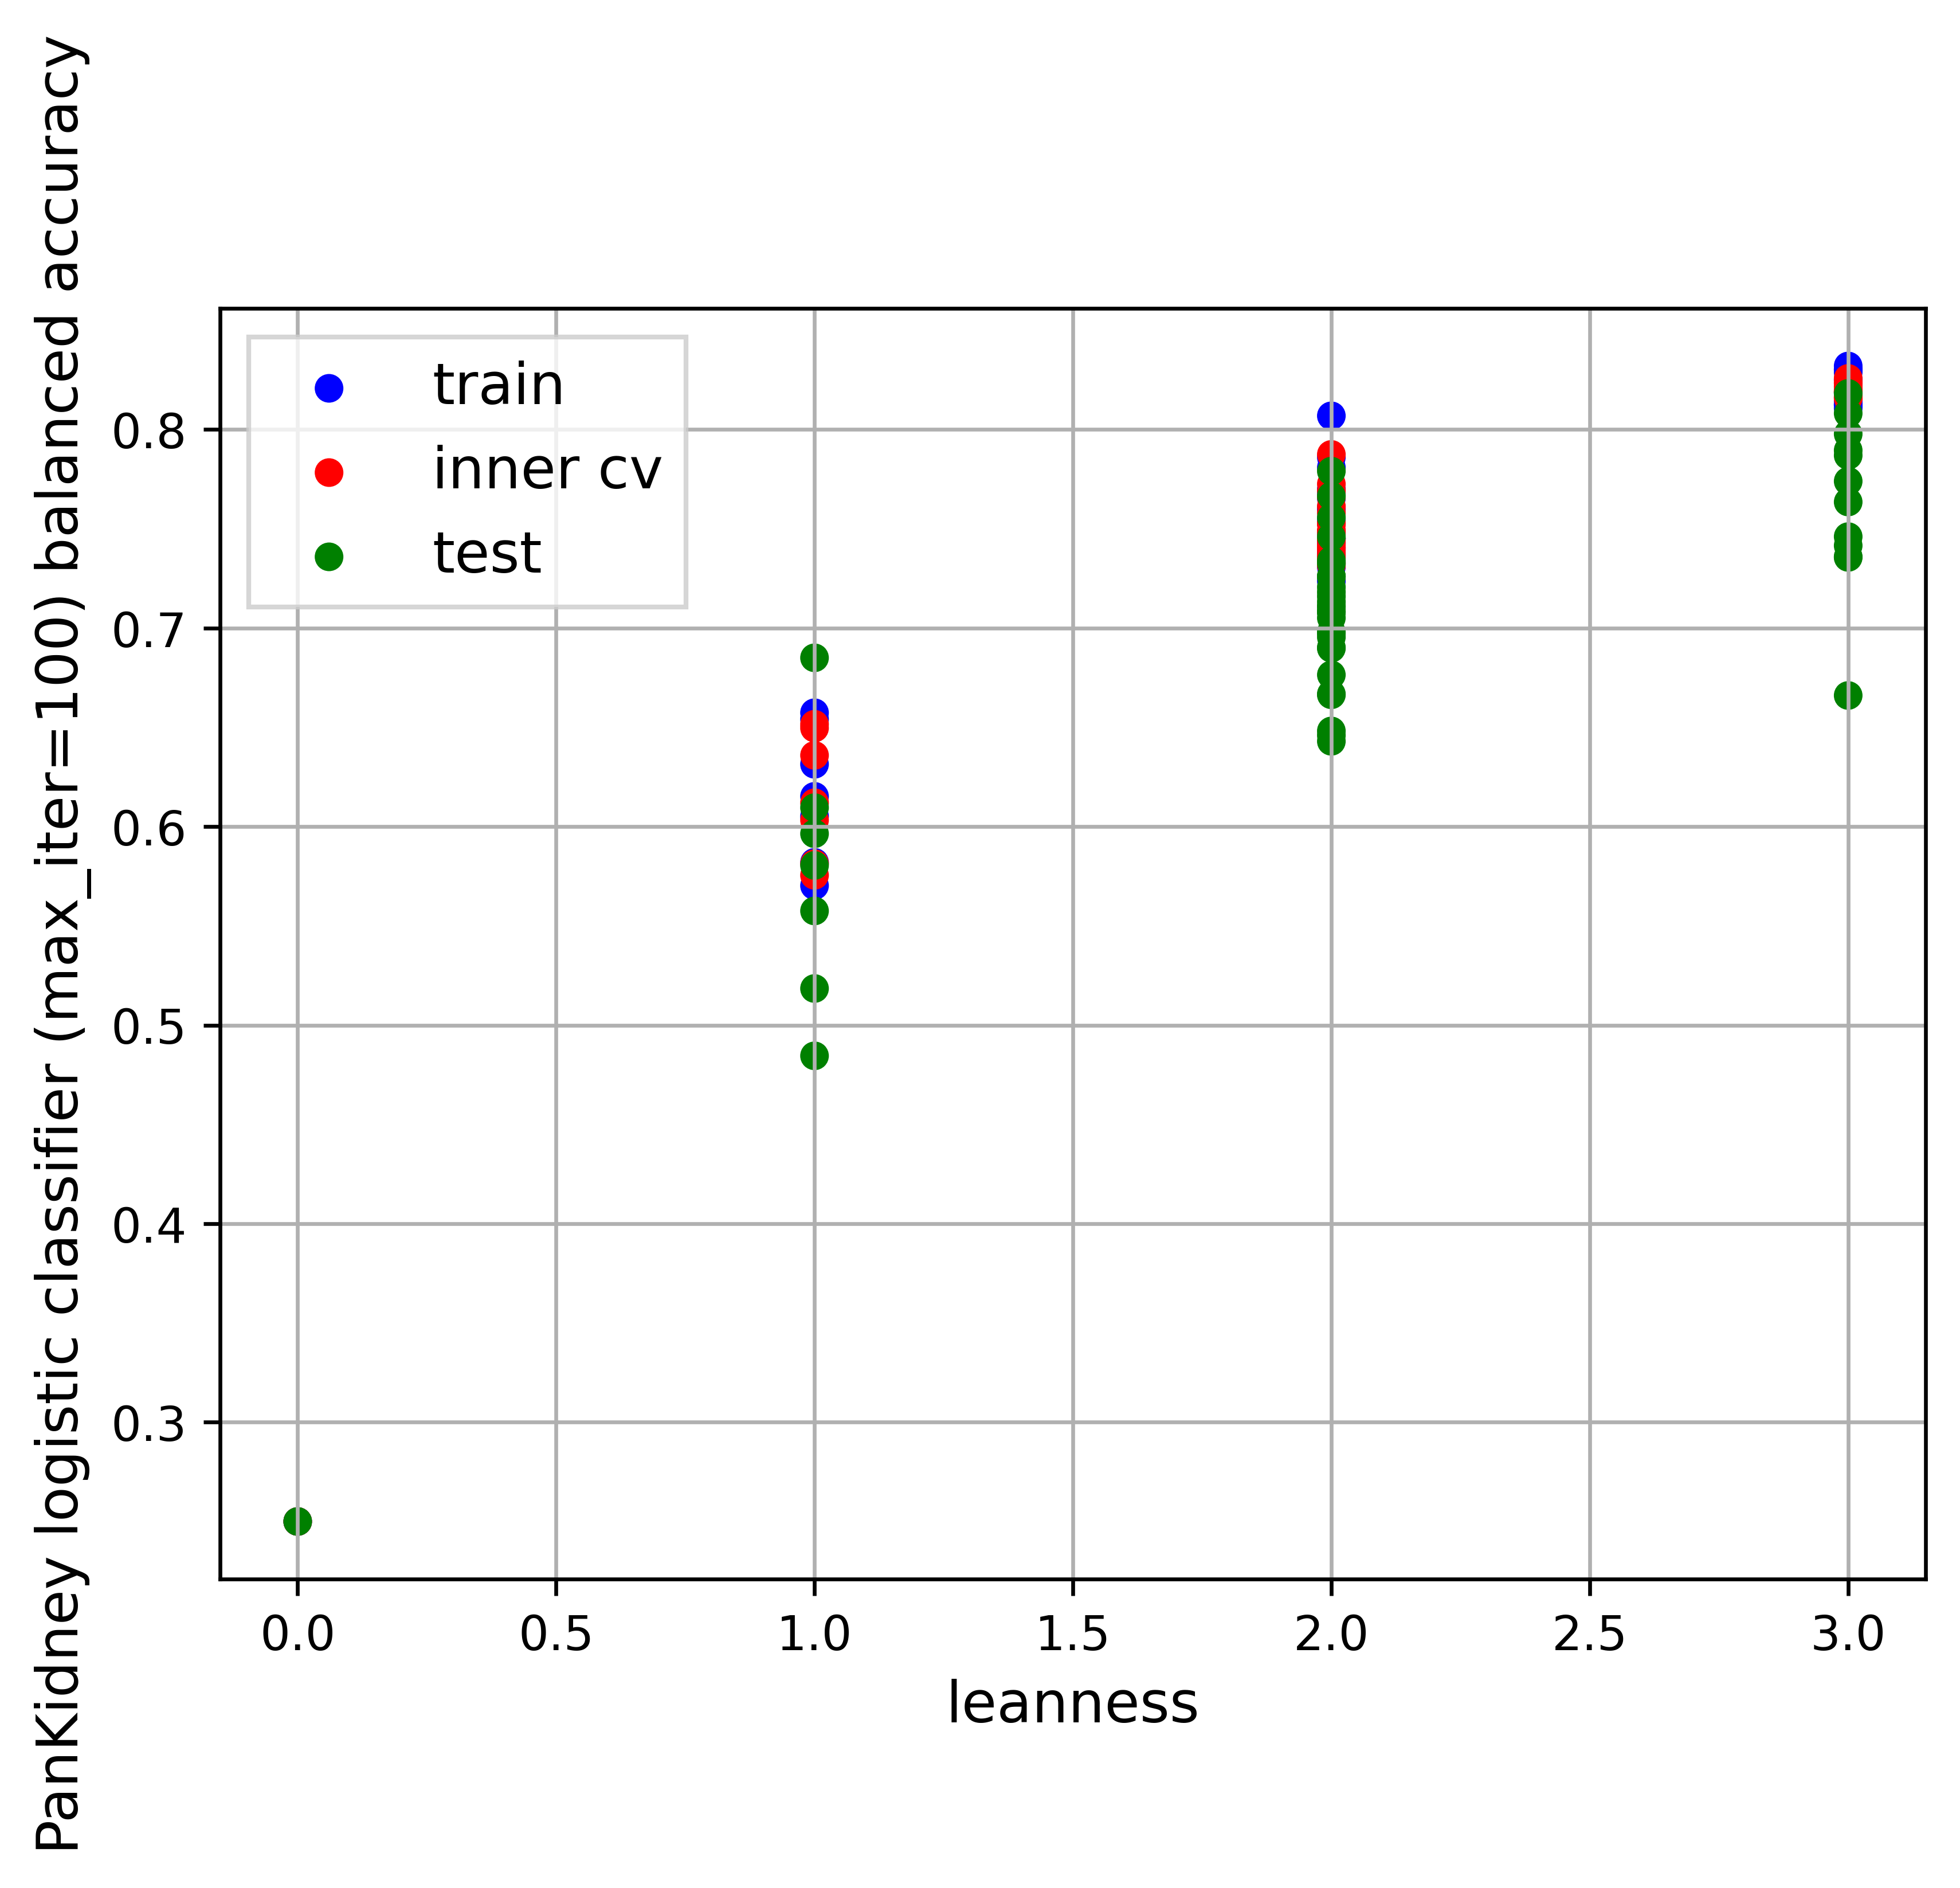 PanKidney logistic classifier (max_iter=100) balanced accuracy
train
inner cv
test
0.8
0.7
0.6
0.5
0.4
0.3
0.0
0.5
1.0
1.5
2.0
2.5
3.0
leanness